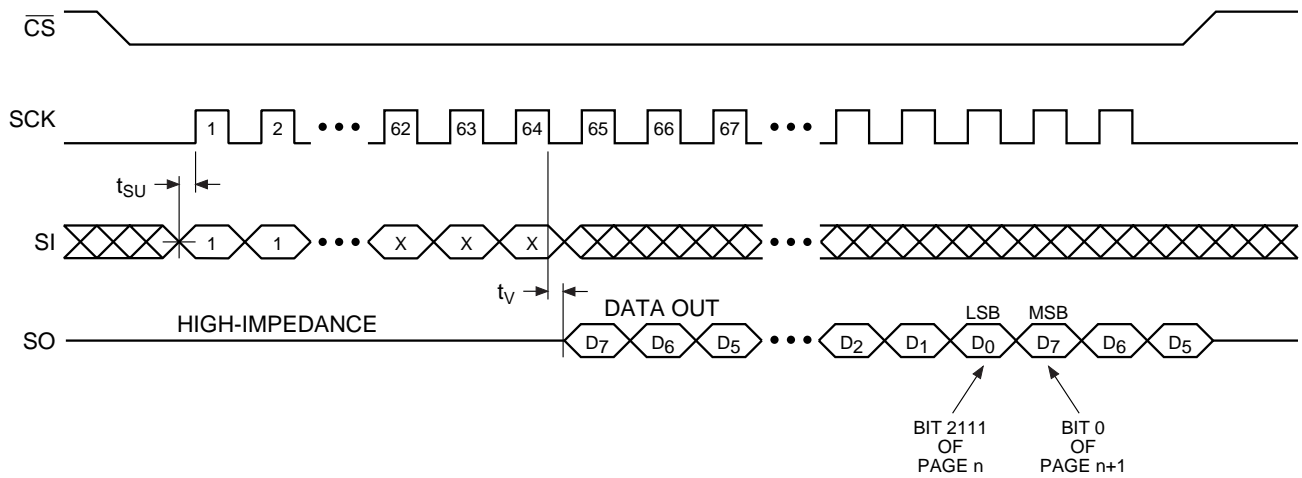 CS
SCK 1 2 ••• 62 63 64 65 66 67 •••
tSU
SI 1 1 ••• X X X •••
tV
HIGH-IMPEDANCE DATA OUT LSB MSB
SO D7 D6 D5 ••• D2 D1 D0 D7 D6 D5
BIT 2111
OF
PAGE n
BIT 0
OF
PAGE n+1